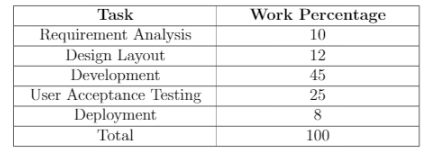 Task Work Percentage
Requirement Analysis 10
Design Layout 12
Development 45
User Acceptance Testing 25
Deployment 8
Total 100